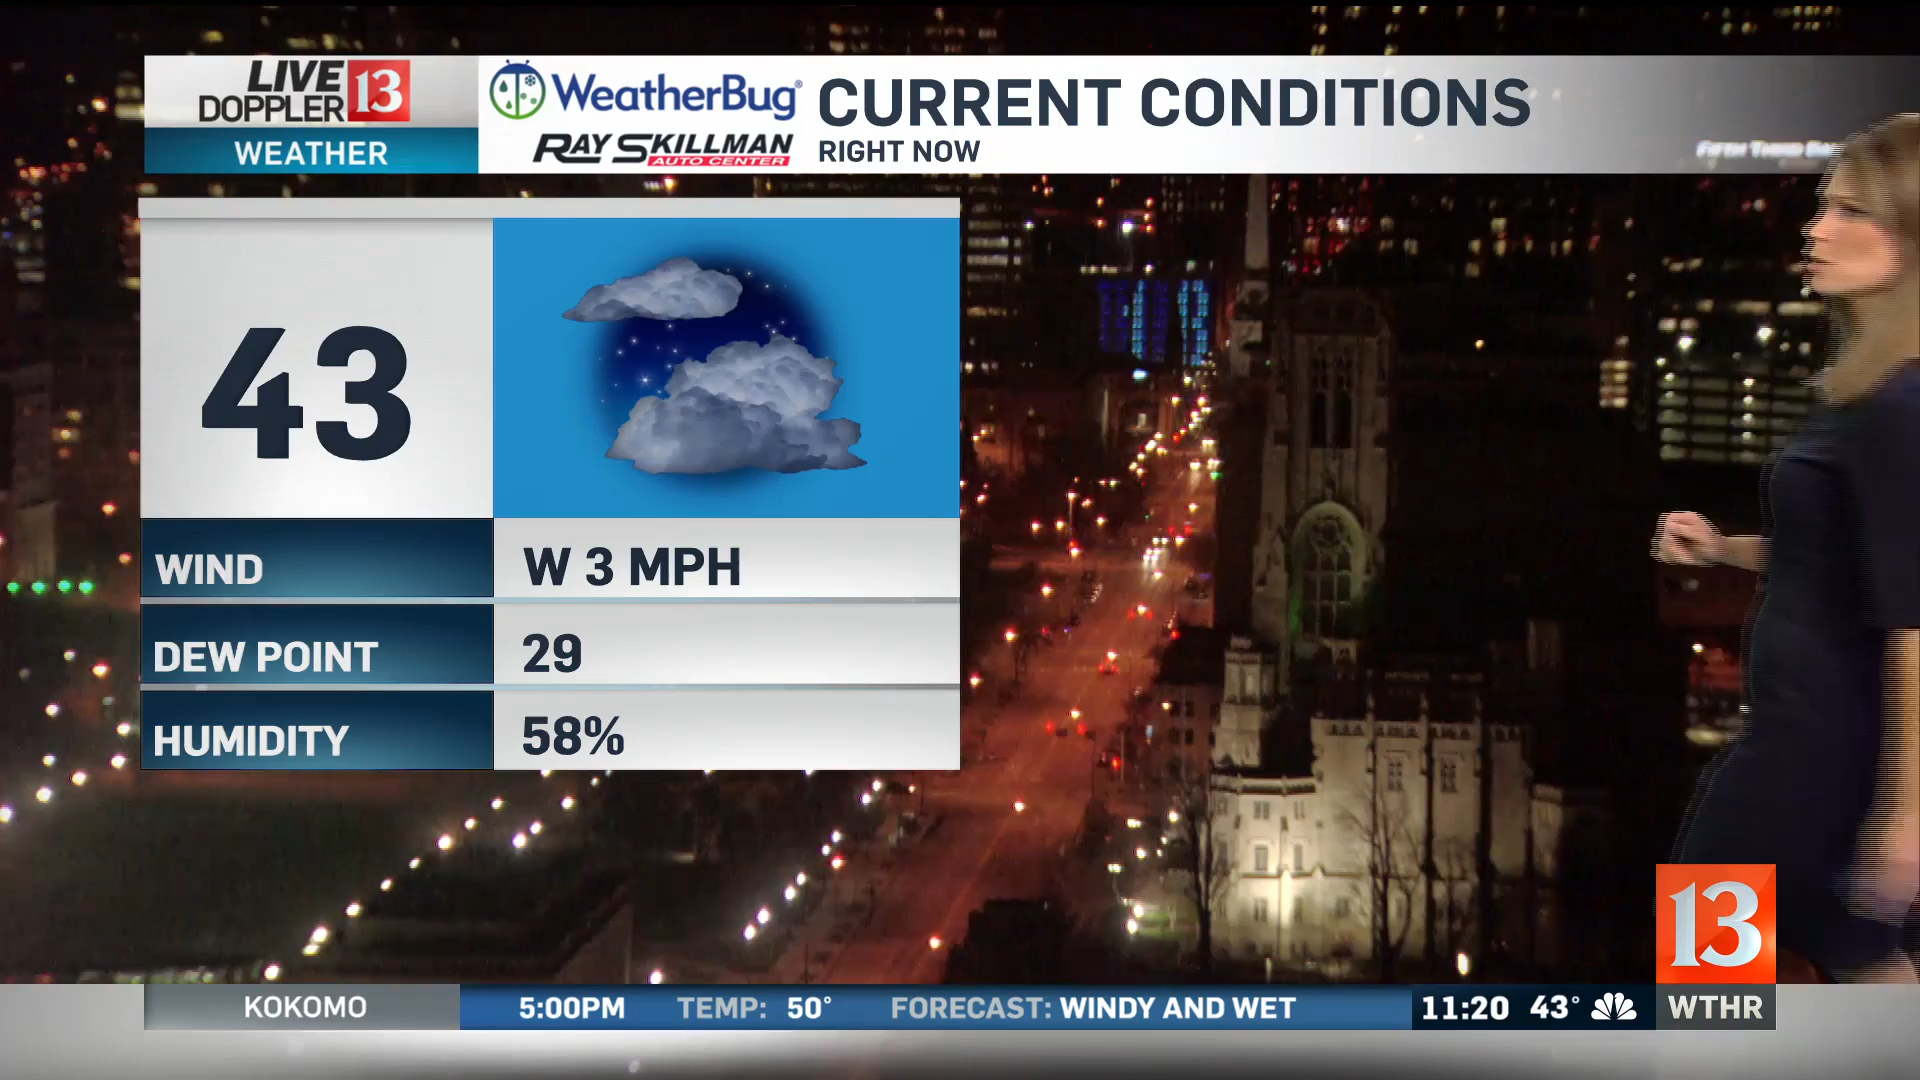 LIVE
DOPPLER 13
WEATHER
WeatherBug®
RAY SKILLMAN
AUTO CENTER
CURRENT CONDITIONS
RIGHT NOW
43
WIND
W 3 MPH
DEW POINT
29
HUMIDITY
58%
13
KOKOMO
5:00PM
TEMP: 50°
FORECAST: WINDY AND WET
11:20 43°
WTHR